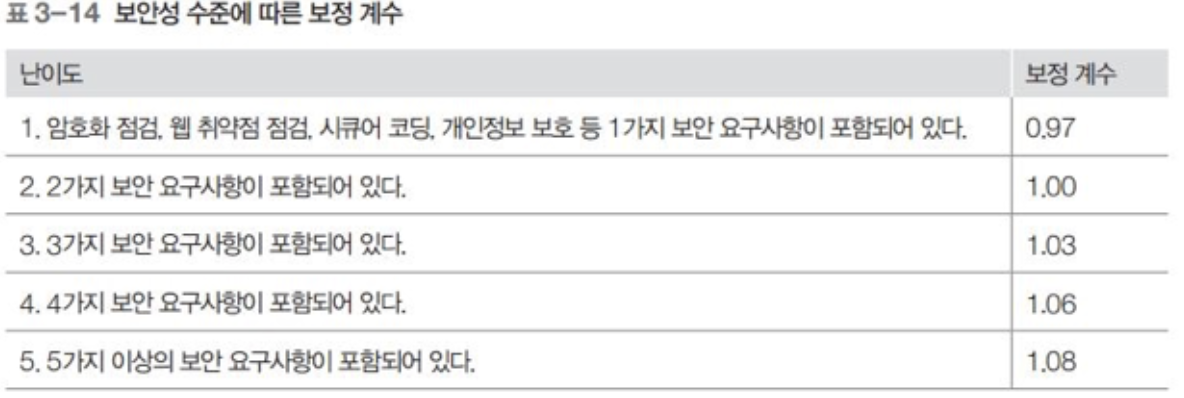 표 3-14 보안성 수준에 따른 보정 계수
난이도 보정 계수
1. 암호화 점검, 웹 취약점 점검, 시큐어 코딩, 개인정보 보호 등 1가지 보안 요구사항이 포함되어 있다. 0.97
2. 2가지 보안 요구사항이 포함되어 있다. 1.00
3. 3가지 보안 요구사항이 포함되어 있다. 1.03
4. 4가지 보안 요구사항이 포함되어 있다. 1.06
5. 5가지 이상의 보안 요구사항이 포함되어 있다. 1.08